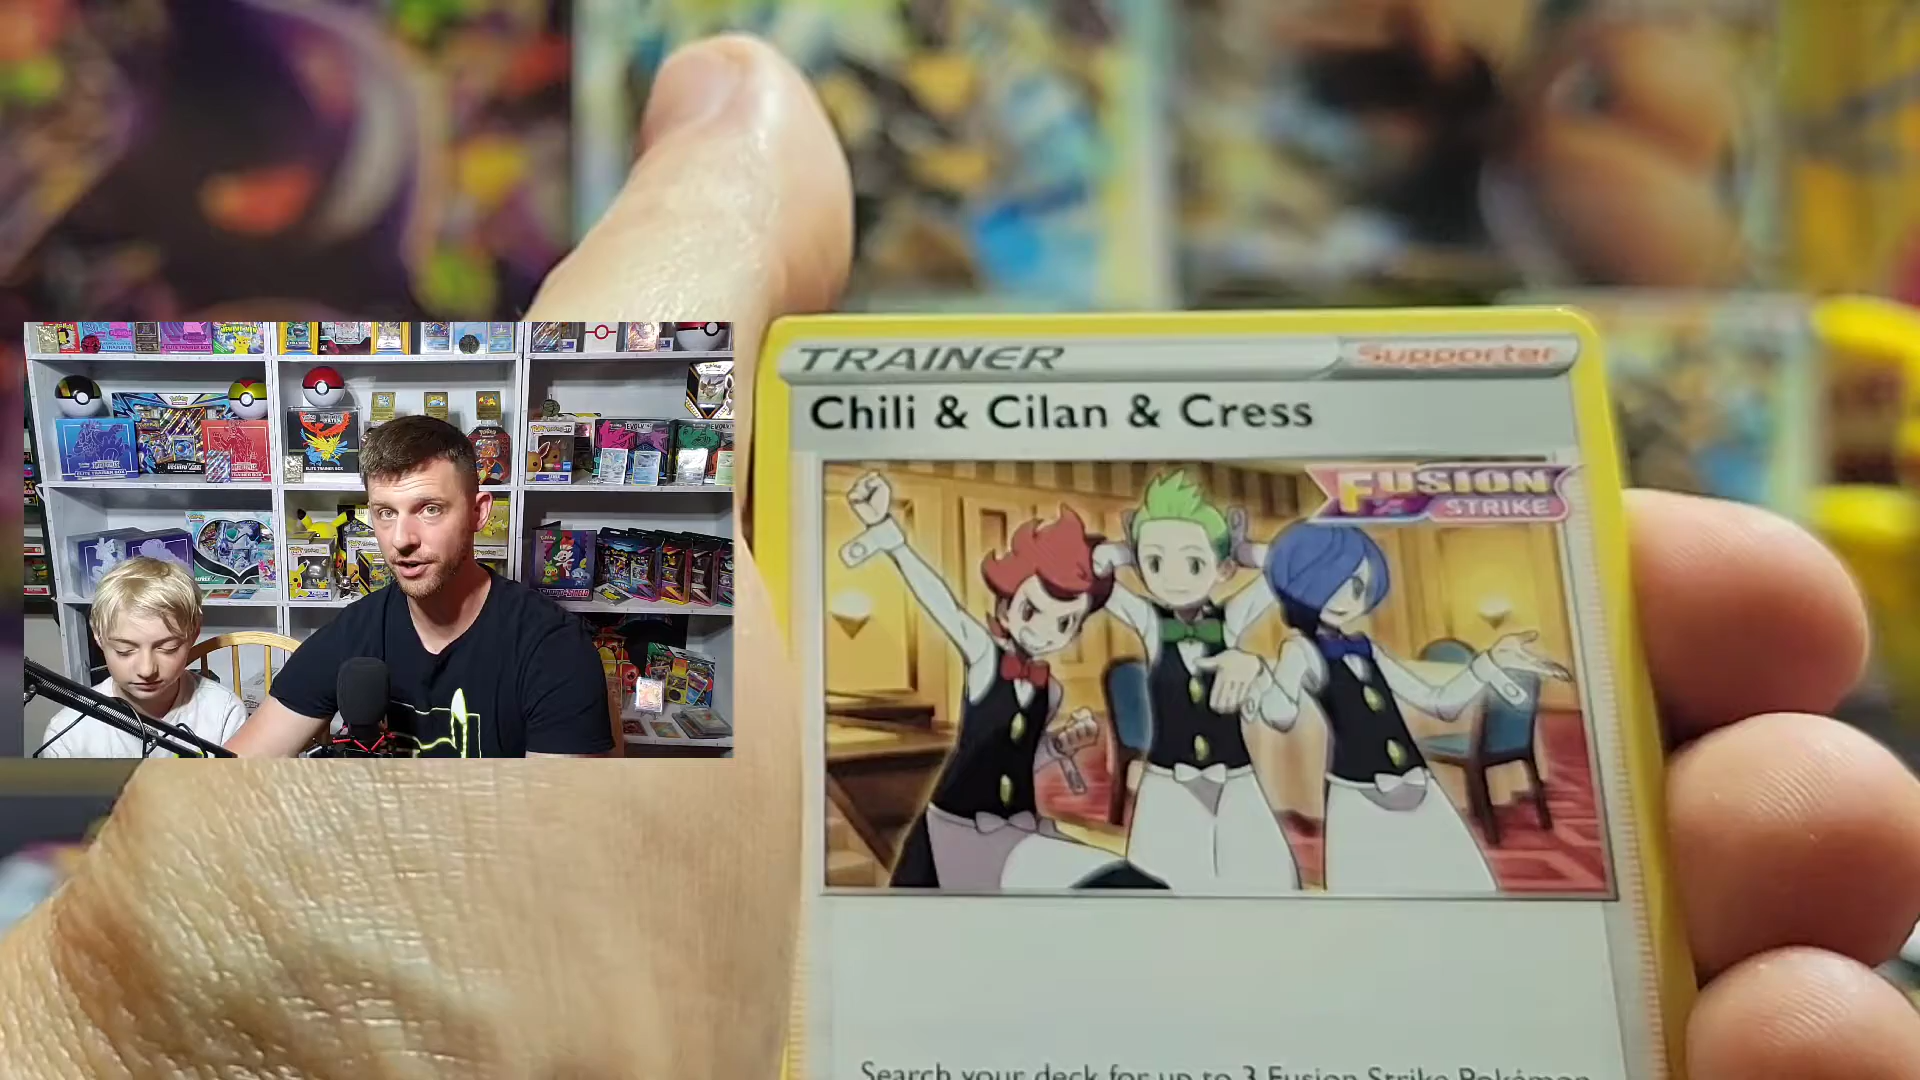 TRAINER
Supporter
Chili & Cilan & Cress
FUSION
STRIKE
Search your deck for up to 3 Fusion Strike Pokémon